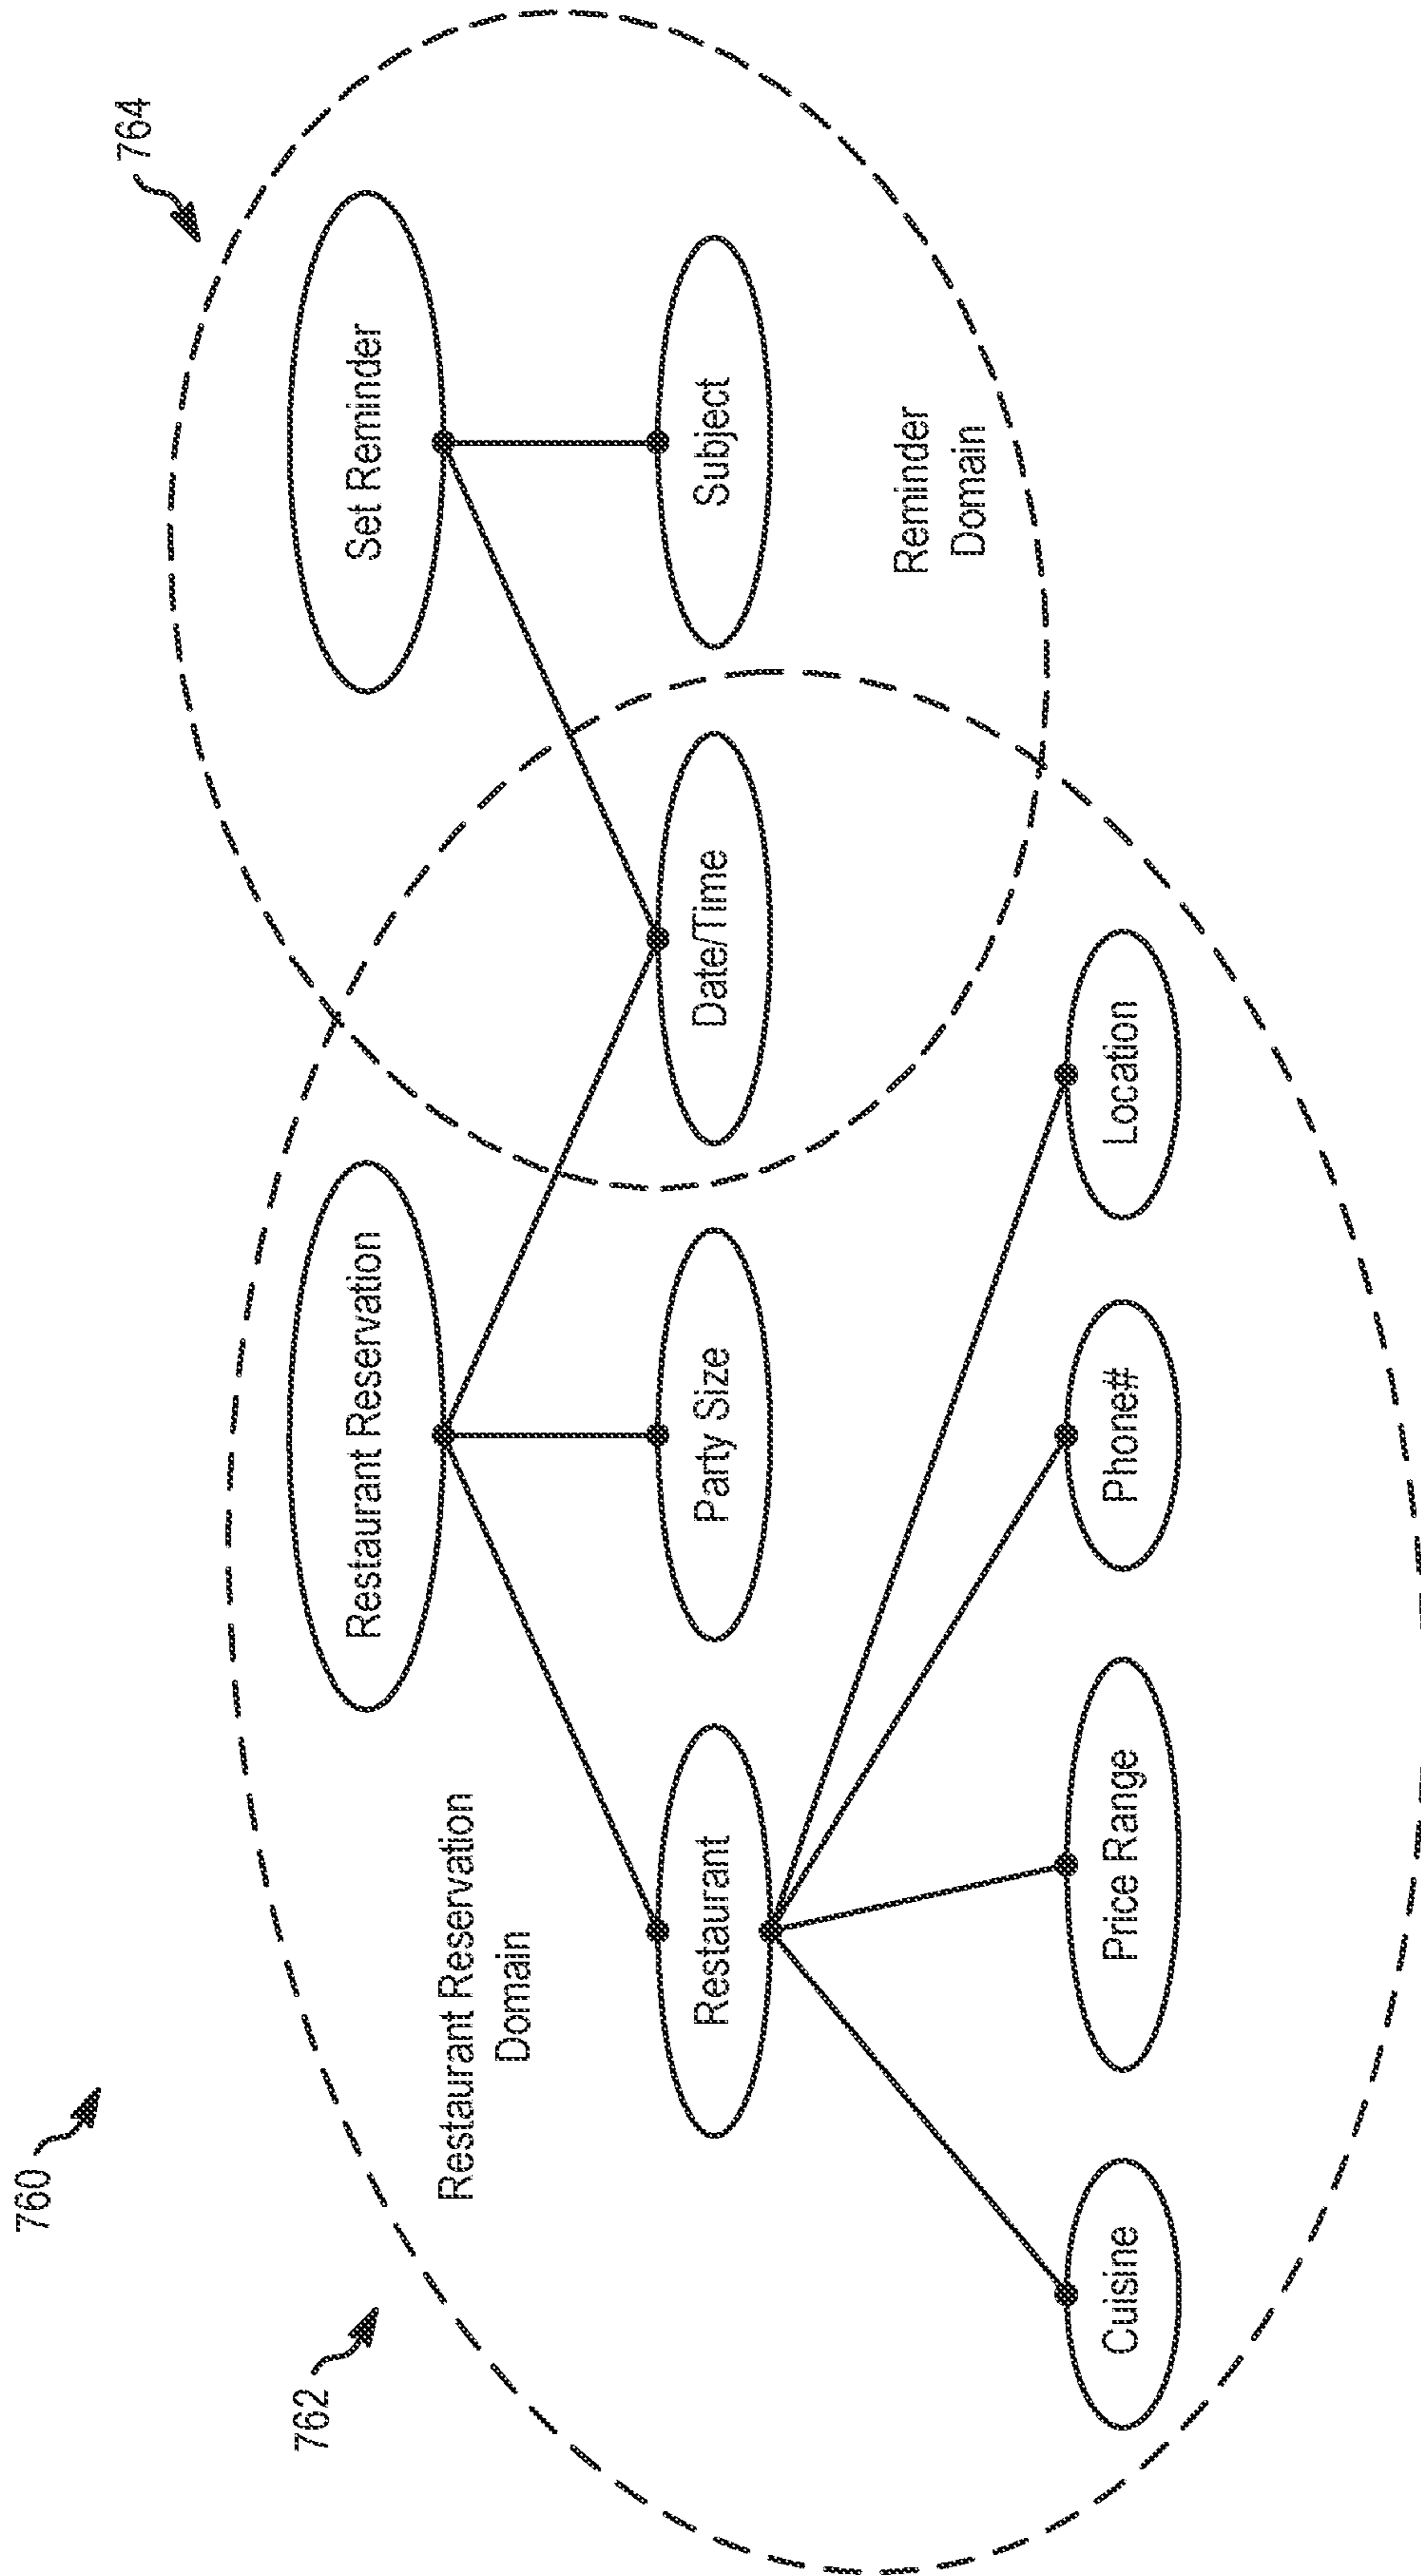 760
762
764
Restaurant Reservation
Set Reminder
Restaurant Reservation
Domain
Restaurant
Party Size
Date/Time
Subject
Reminder
Domain
Cuisine
Price Range
Phone#
Location